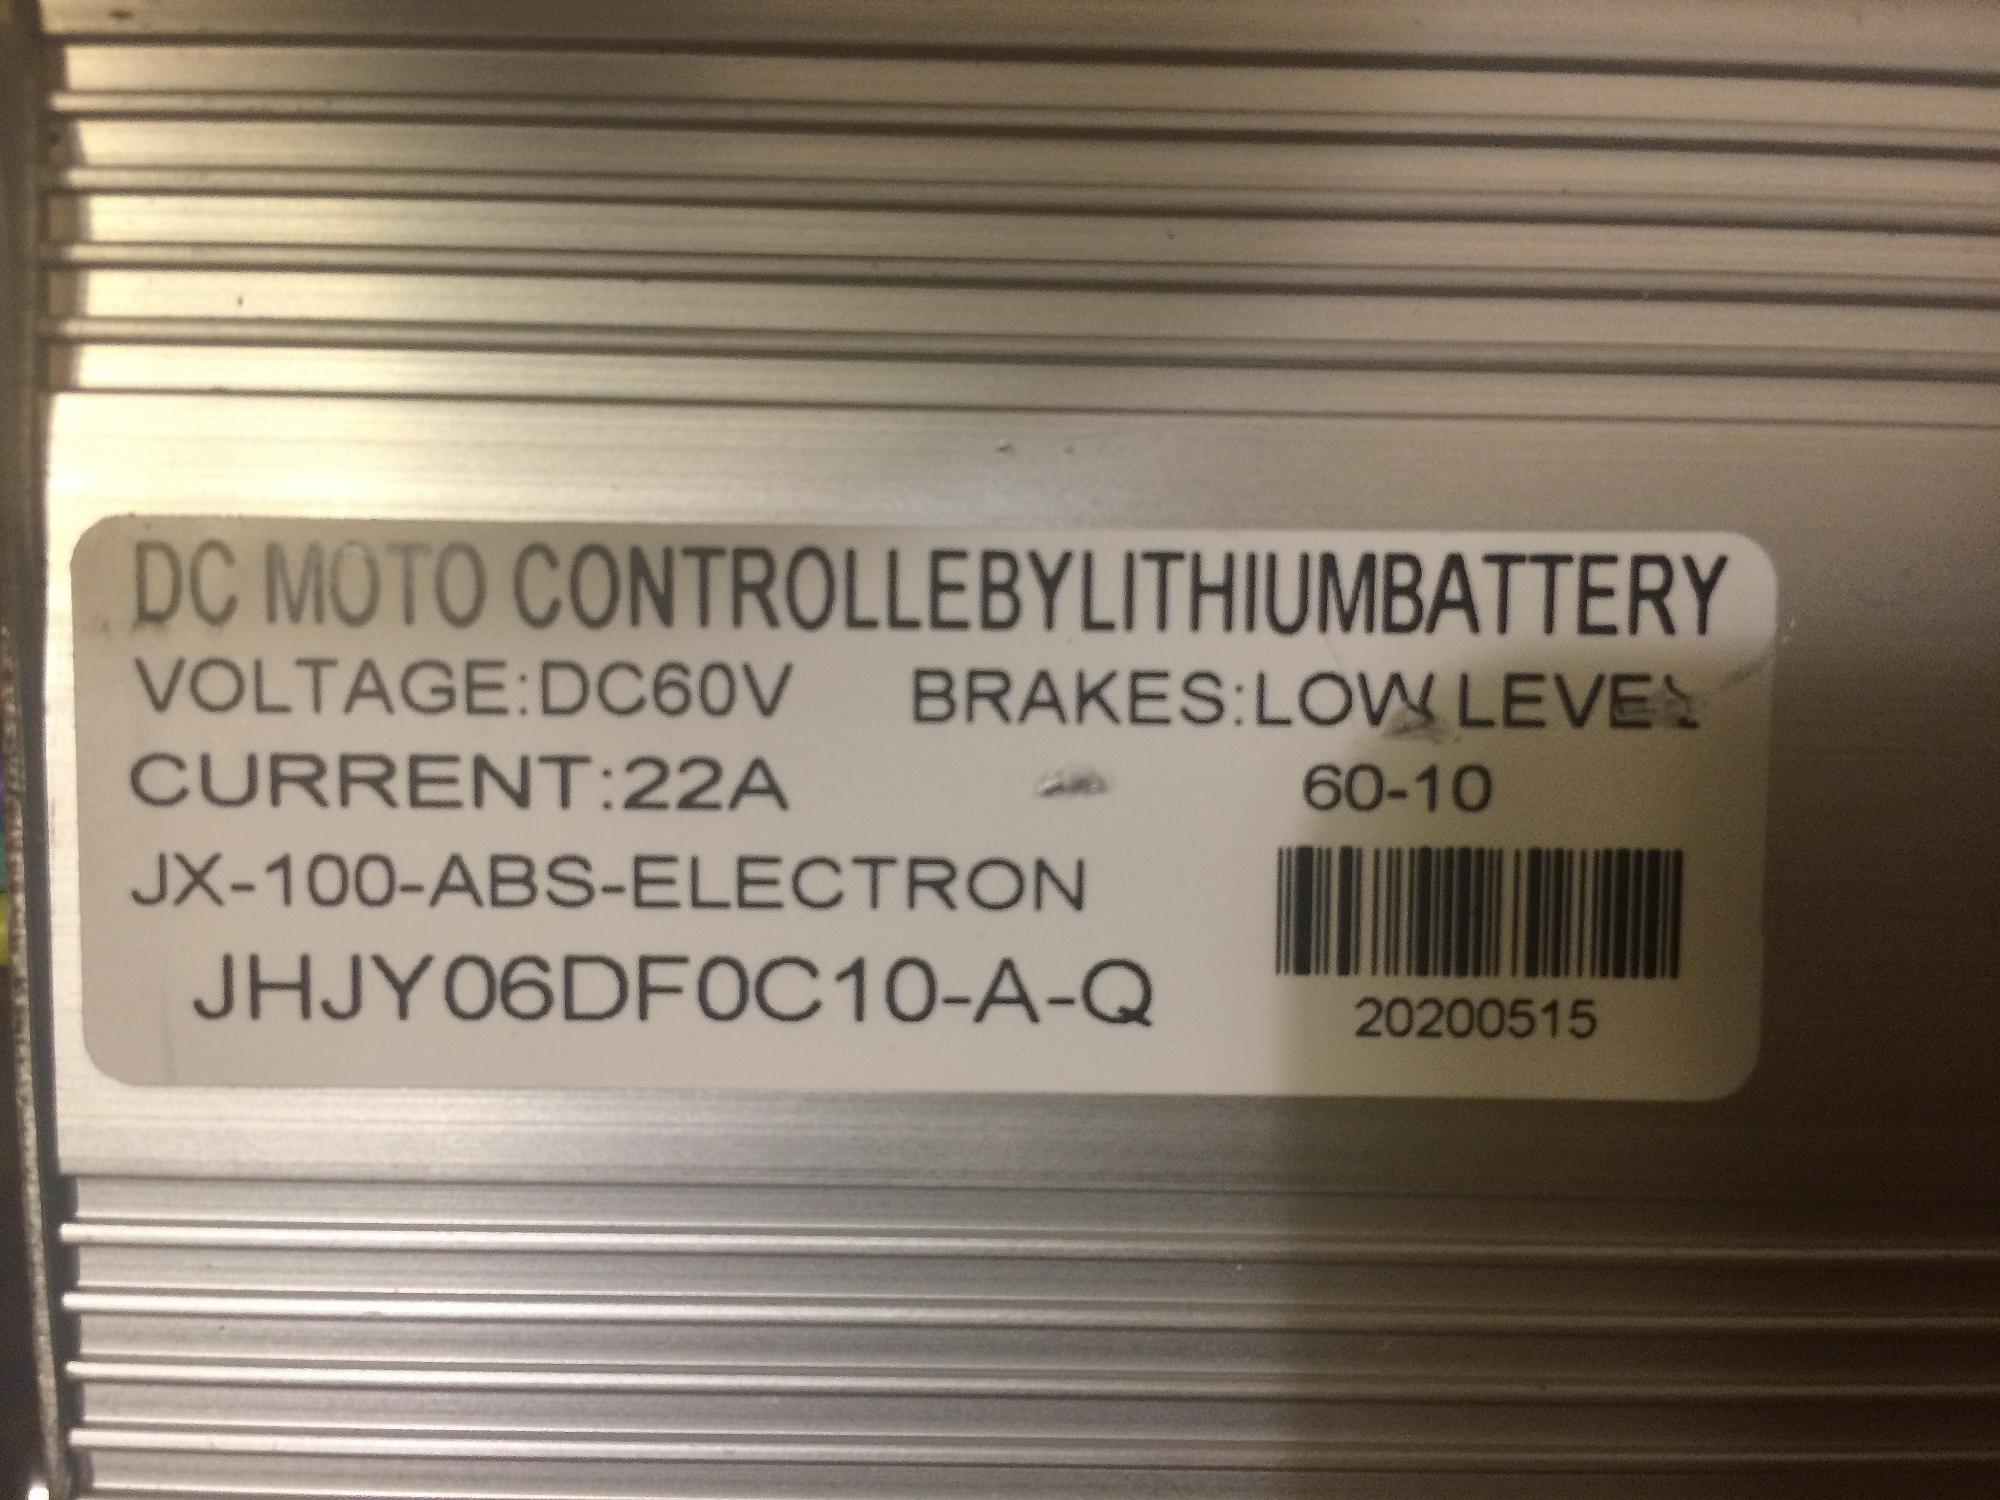 DC MOTO CONTROLLEBYLITHIUMBATTERY
VOLTAGE:DC60V BRAKES:LOW LEVEL
CURRENT:22A 60-10
JX-100-ABS-ELECTRON
JHJY06DF0C10-A-Q
20200515